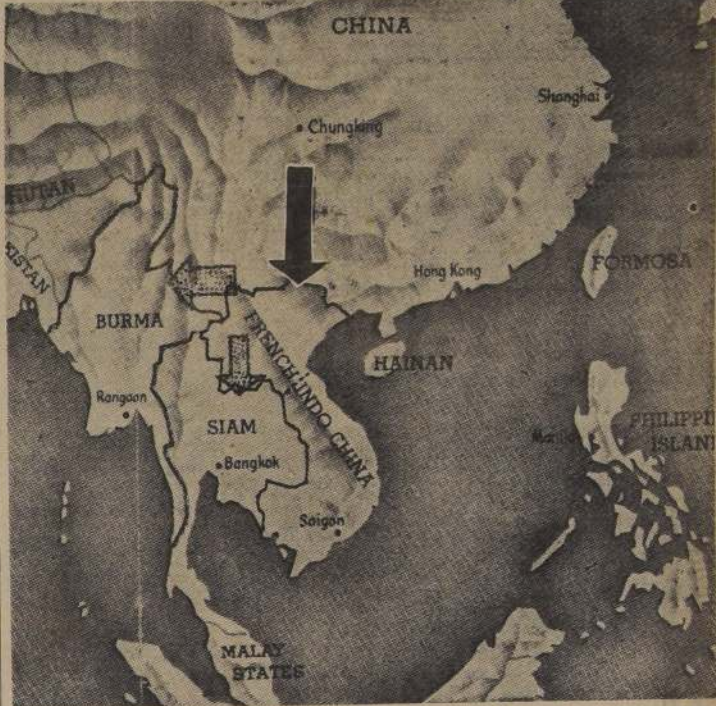 CHINA
Shanghai
Chungking
HUTAN
KISTAN
Hong Kong
FORMOSA
BURMA
FRENCH INDO CHINA
HAINAN
Rangoon
SIAM
Manila
PHILIPPI
ISLAND
Bangkok
Saigon
MALAY
STATES